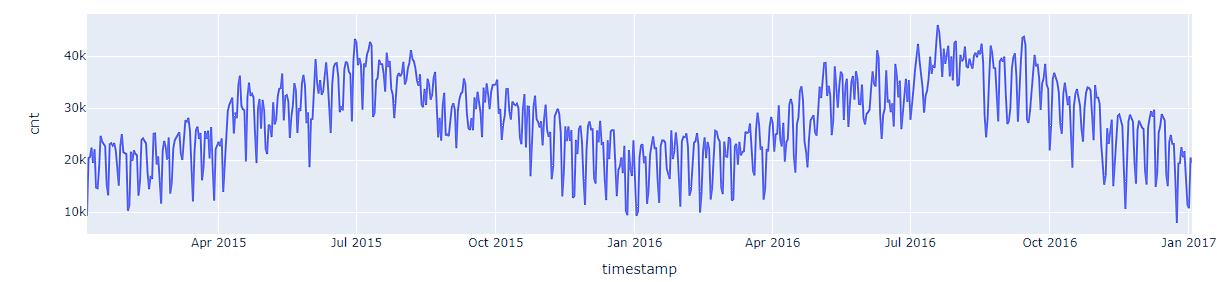 cnt
40k
30k
20k
10k
Apr 2015
Jul 2015
Oct 2015
Jan 2016
Apr 2016
Jul 2016
Oct 2016
Jan 2017
timestamp